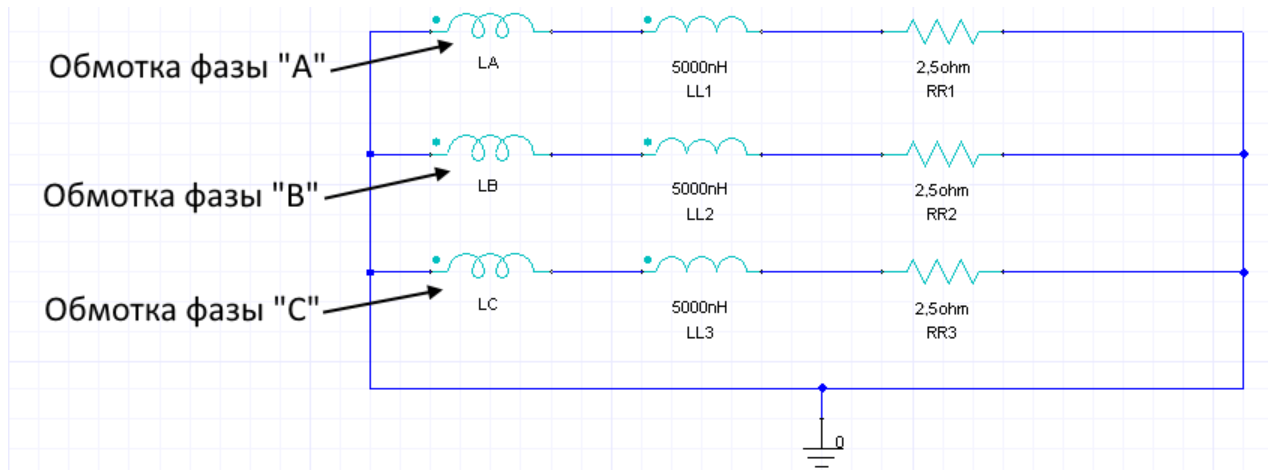 Обмотка фазы "A"
LA
5000nH
LL1
2,5ohm
RR1
Обмотка фазы "B"
LB
5000nH
LL2
2,5ohm
RR2
Обмотка фазы "C"
LC
5000nH
LL3
2,5ohm
RR3
0